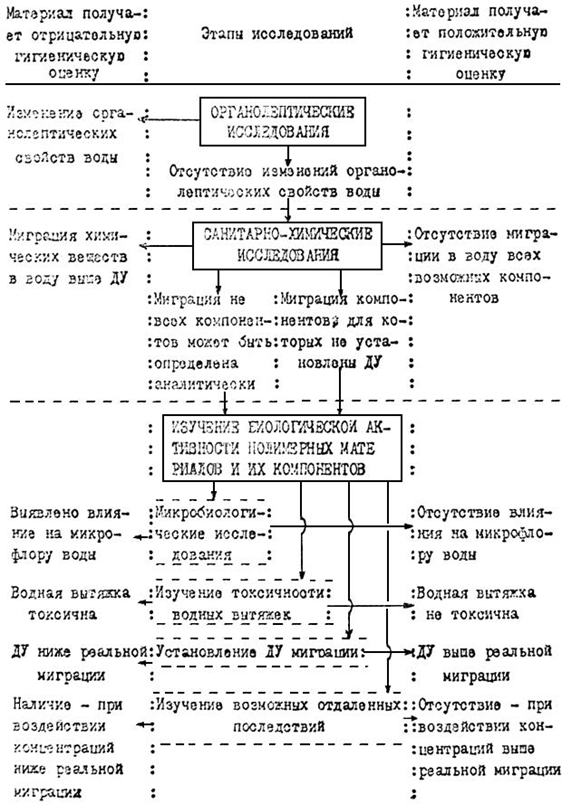 Материал получа-
ет отрицательную
гигиеническую
оценку
Этапы исследований
Материал получа-
ет положительную
гигиеническую
оценку
Изменение орга-
нолептических
свойств воды
ОРГАНОЛЕПТИЧЕСКИЕ
ИССЛЕДОВАНИЯ
Отсутствие изменений органо-
лептических свойств воды
Миграция хими-
ческих веществ
в воду выше ДУ
САНИТАРНО-ХИМИЧЕСКИЕ
ИССЛЕДОВАНИЯ
Отсутствие мигра-
ции в воду всех
возможных компо-
нентов
Миграция не
всех компонен-
тов может быть
определена
аналитически
Миграция компо-
нентов, для ко-
торых не уста-
новлены ДУ
ИЗУЧЕНИЕ БИОЛОГИЧЕСКОЙ АК-
ТИВНОСТИ ПОЛИМЕРНЫХ МАТЕ
РИАЛОВ И ИХ КОМПОНЕНТОВ
Выявлено влия-
ние на микро-
флору воды
Микробиологи-
ческие иссле-
дования
Отсутствие влия-
ния на микрофло-
ру воды
Водная вытяжка
токсична
Изучение токсичности
водных вытяжек
Водная вытяжка
не токсична
ДУ ниже реальной
миграции
Установление ДУ миграции
ДУ выше реальной
миграции
Наличие - при
воздействии
концентраций
ниже реальной
миграции
Изучение возможных отдаленных
последствий
Отсутствие - при
воздействии кон-
центраций выше
реальной миграции